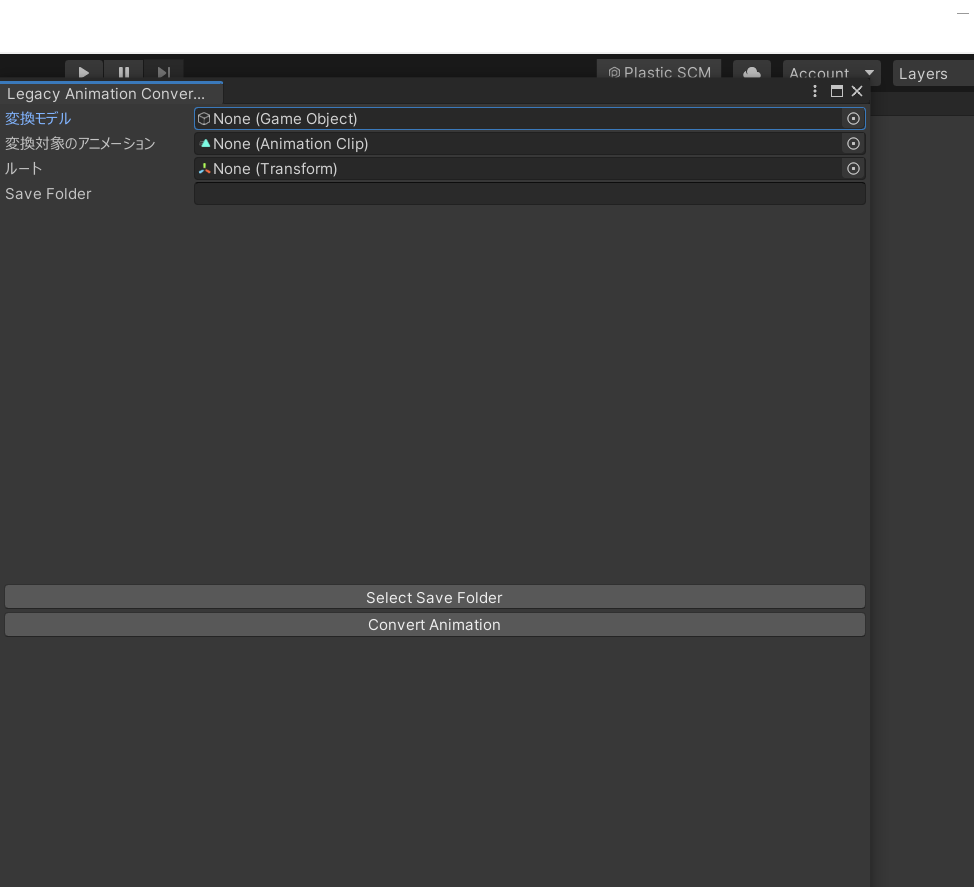 Plastic SCM
Account
Layers
Legacy Animation Conver...
変換モデル
None (Game Object)
変換対象のアニメーション
None (Animation Clip)
ルート
None (Transform)
Save Folder
Select Save Folder
Convert Animation